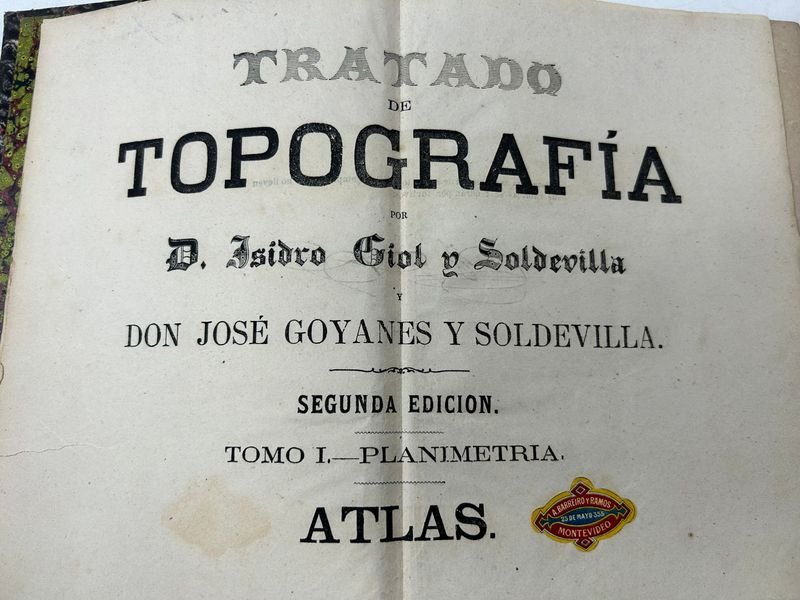 TRATADO
DE
TOPOGRAFÍA
POR
D. Isidro Giol y Soldevilla
Y
DON JOSÉ GOYANES Y SOLDEVILLA.
SEGUNDA EDICION.
TOMO I.—PLANIMETRIA.
ATLAS.
A. BARREIRO Y RAMOS
25 DE MAYO 355
MONTEVIDEO